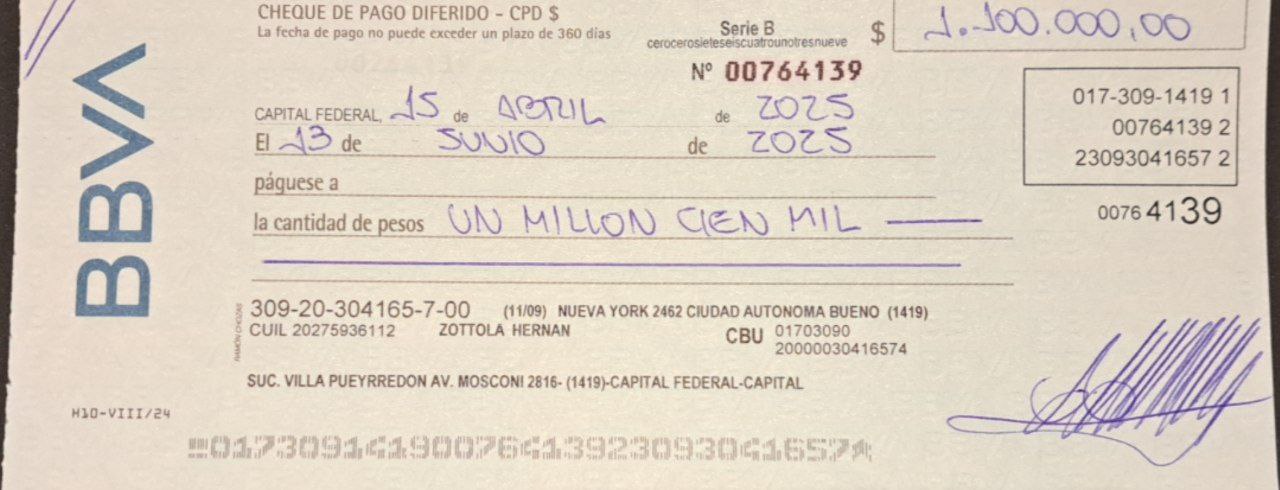 CHEQUE DE PAGO DIFERIDO - CPD $
La fecha de pago no puede exceder un plazo de 360 días
Serie B
cerocerosieteseiscuatrounotresnueve
$ 1.100.000,00
Nº 00764139
CAPITAL FEDERAL, 15 de ABRIL de 2025
El 13 de JUNIO de 2025
páguese a
la cantidad de pesos UN MILLON CIEN MIL
017-309-1419 1
00764139 2
23093041657 2
0076 4139
BBVA
309-20-304165-7-00 (11/09) NUEVA YORK 2462 CIUDAD AUTONOMA BUENO (1419)
CUIL 20275936112 ZOTTOLA HERNAN CBU 01703090
20000030416574
RAMÓN CHOZAS
SUC. VILLA PUEYRREDON AV. MOSCONI 2816- (1419)-CAPITAL FEDERAL-CAPITAL
H10-VIII/24
01730914190076413923093041657